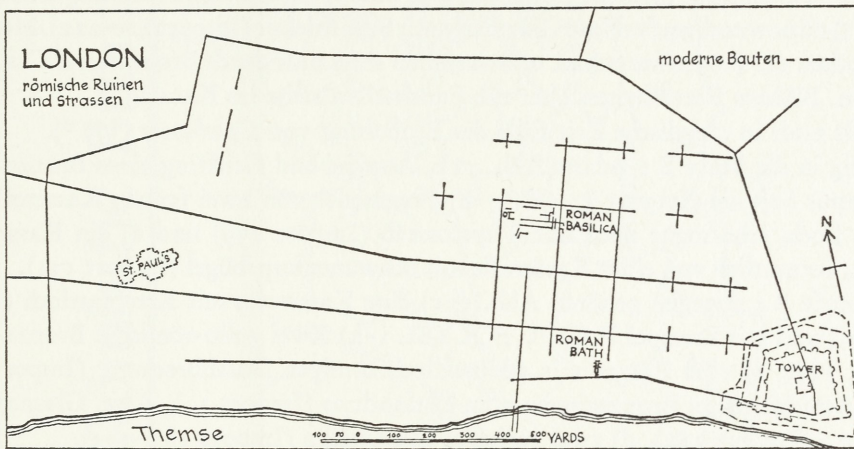 LONDON
römische Ruinen
und Strassen
moderne Bauten
N
ROMAN
BASILICA
ST. PAUL'S
ROMAN
BATH
TOWER
Themse
100 50 0 100 200 300 400 500 YARDS